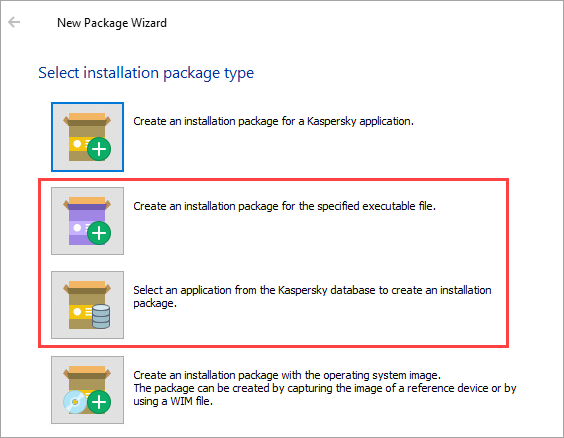 New Package Wizard
Select installation package type
Create an installation package for a Kaspersky application.
Create an installation package for the specified executable file.
Select an application from the Kaspersky database to create an installation
package.
Create an installation package with the operating system image.
The package can be created by capturing the image of a reference device or by
using a WIM file.